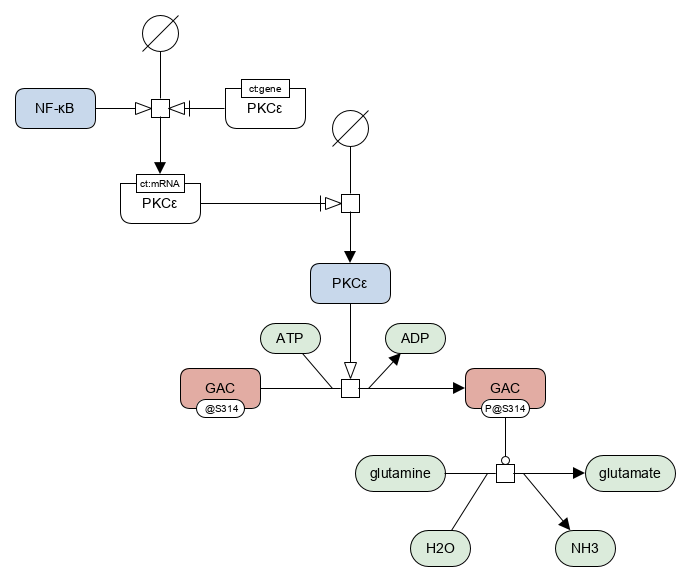 ct:gene
NF-κB
PKCε
ct:mRNA
PKCε
PKCε
ATP
ADP
GAC
@S314
GAC
P@S314
glutamine
glutamate
H2O
NH3